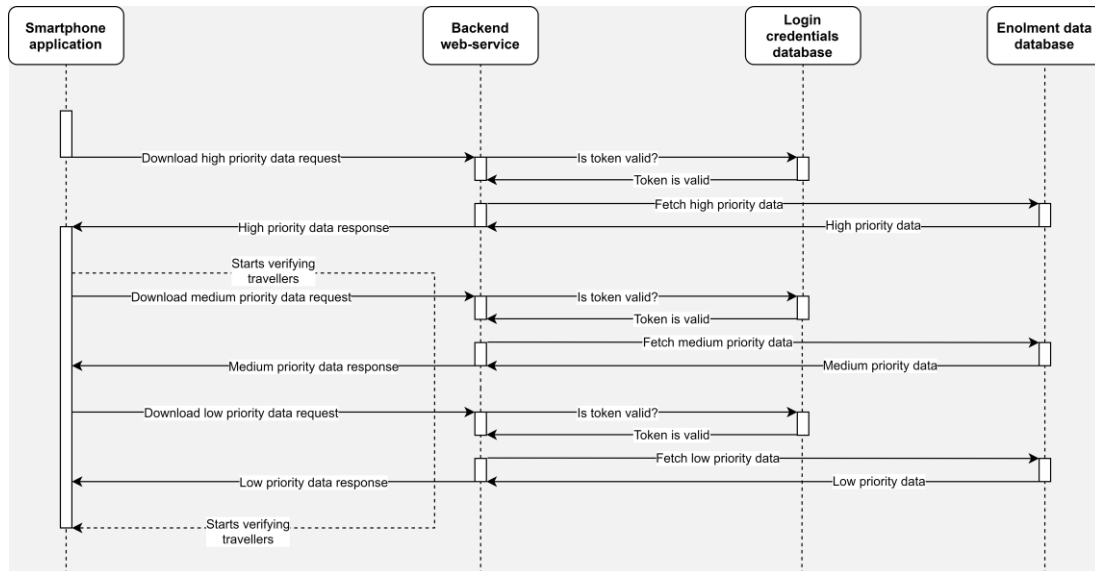 Smartphone
application
Backend
web-service
Login
credentials
database
Enolment data
database
Download high priority data request
Is token valid?
Token is valid
Fetch high priority data
High priority data response
High priority data
Starts verifying
travellers
Download medium priority data request
Is token valid?
Token is valid
Fetch medium priority data
Medium priority data response
Medium priority data
Download low priority data request
Is token valid?
Token is valid
Fetch low priority data
Low priority data response
Low priority data
Starts verifying
travellers